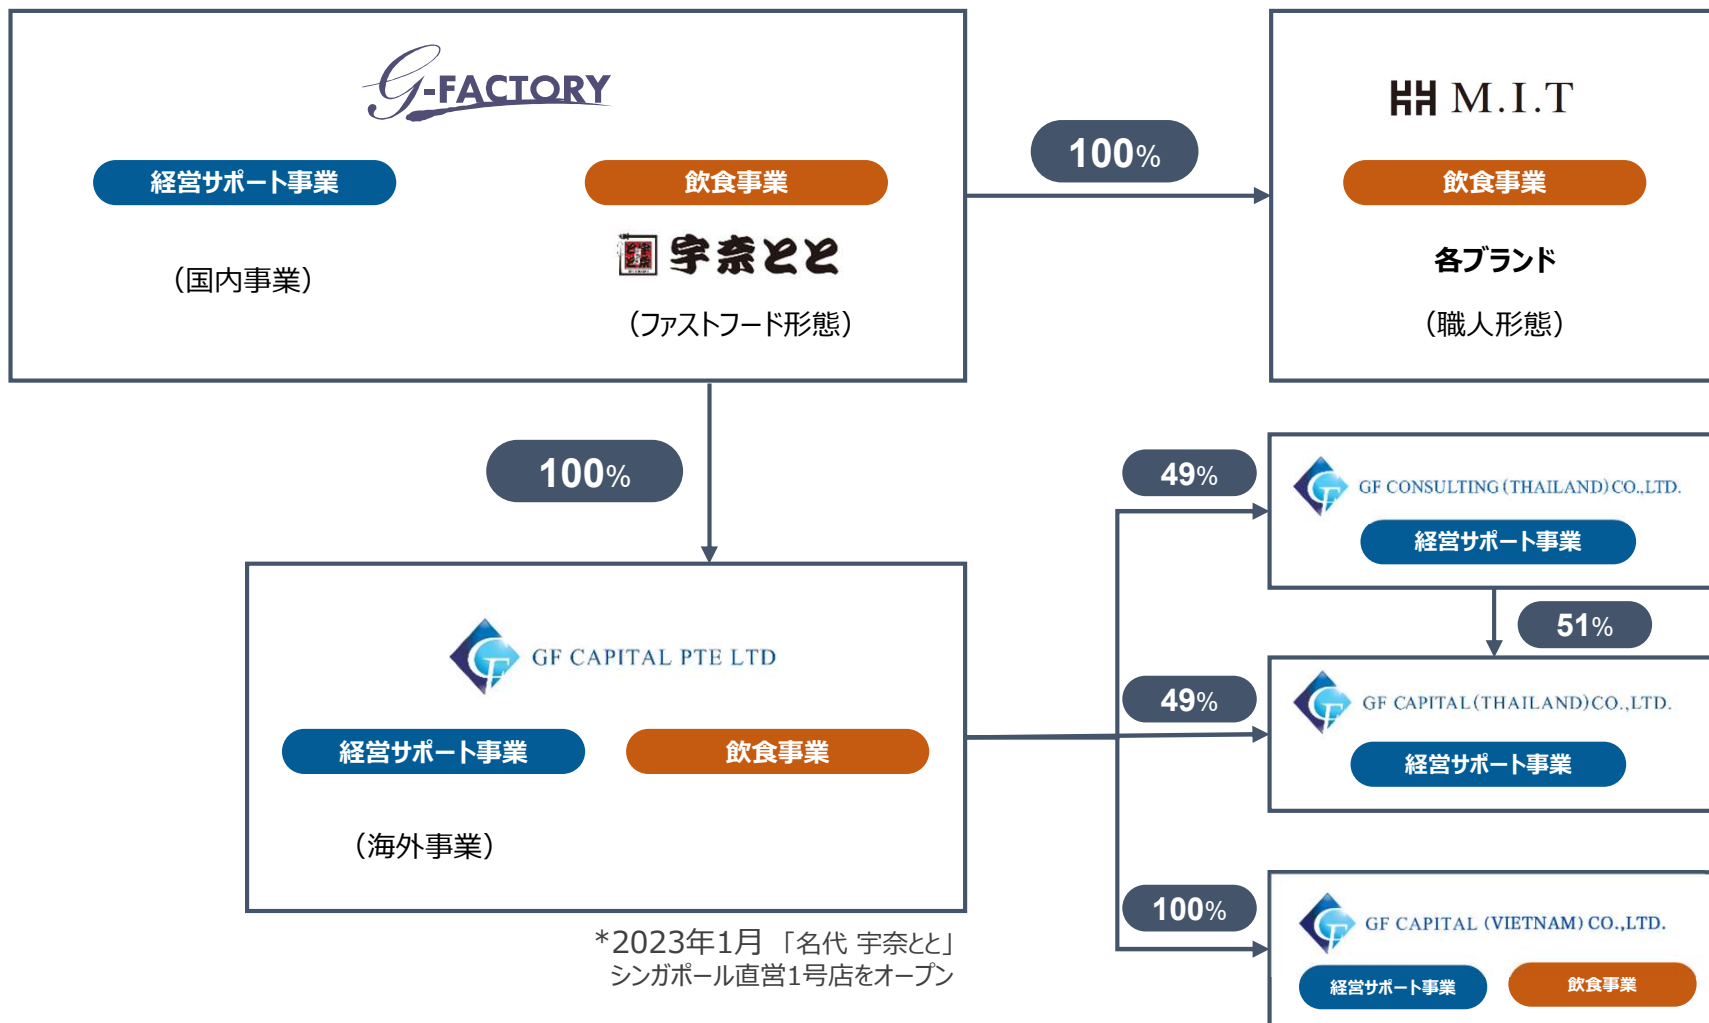 G-FACTORY
経営サポート事業
飲食事業
宇奈とと
（国内事業）
（ファストフード形態）
100%
M.I.T
飲食事業
各ブランド
（職人形態）
100%
GF CAPITAL PTE LTD
経営サポート事業
飲食事業
（海外事業）
*2023年1月 「名代 宇奈とと」
シンガポール直営1号店をオープン
49%
GF CONSULTING (THAILAND) CO.,LTD.
経営サポート事業
51%
49%
GF CAPITAL (THAILAND) CO.,LTD.
経営サポート事業
100%
GF CAPITAL (VIETNAM) CO.,LTD.
経営サポート事業
飲食事業